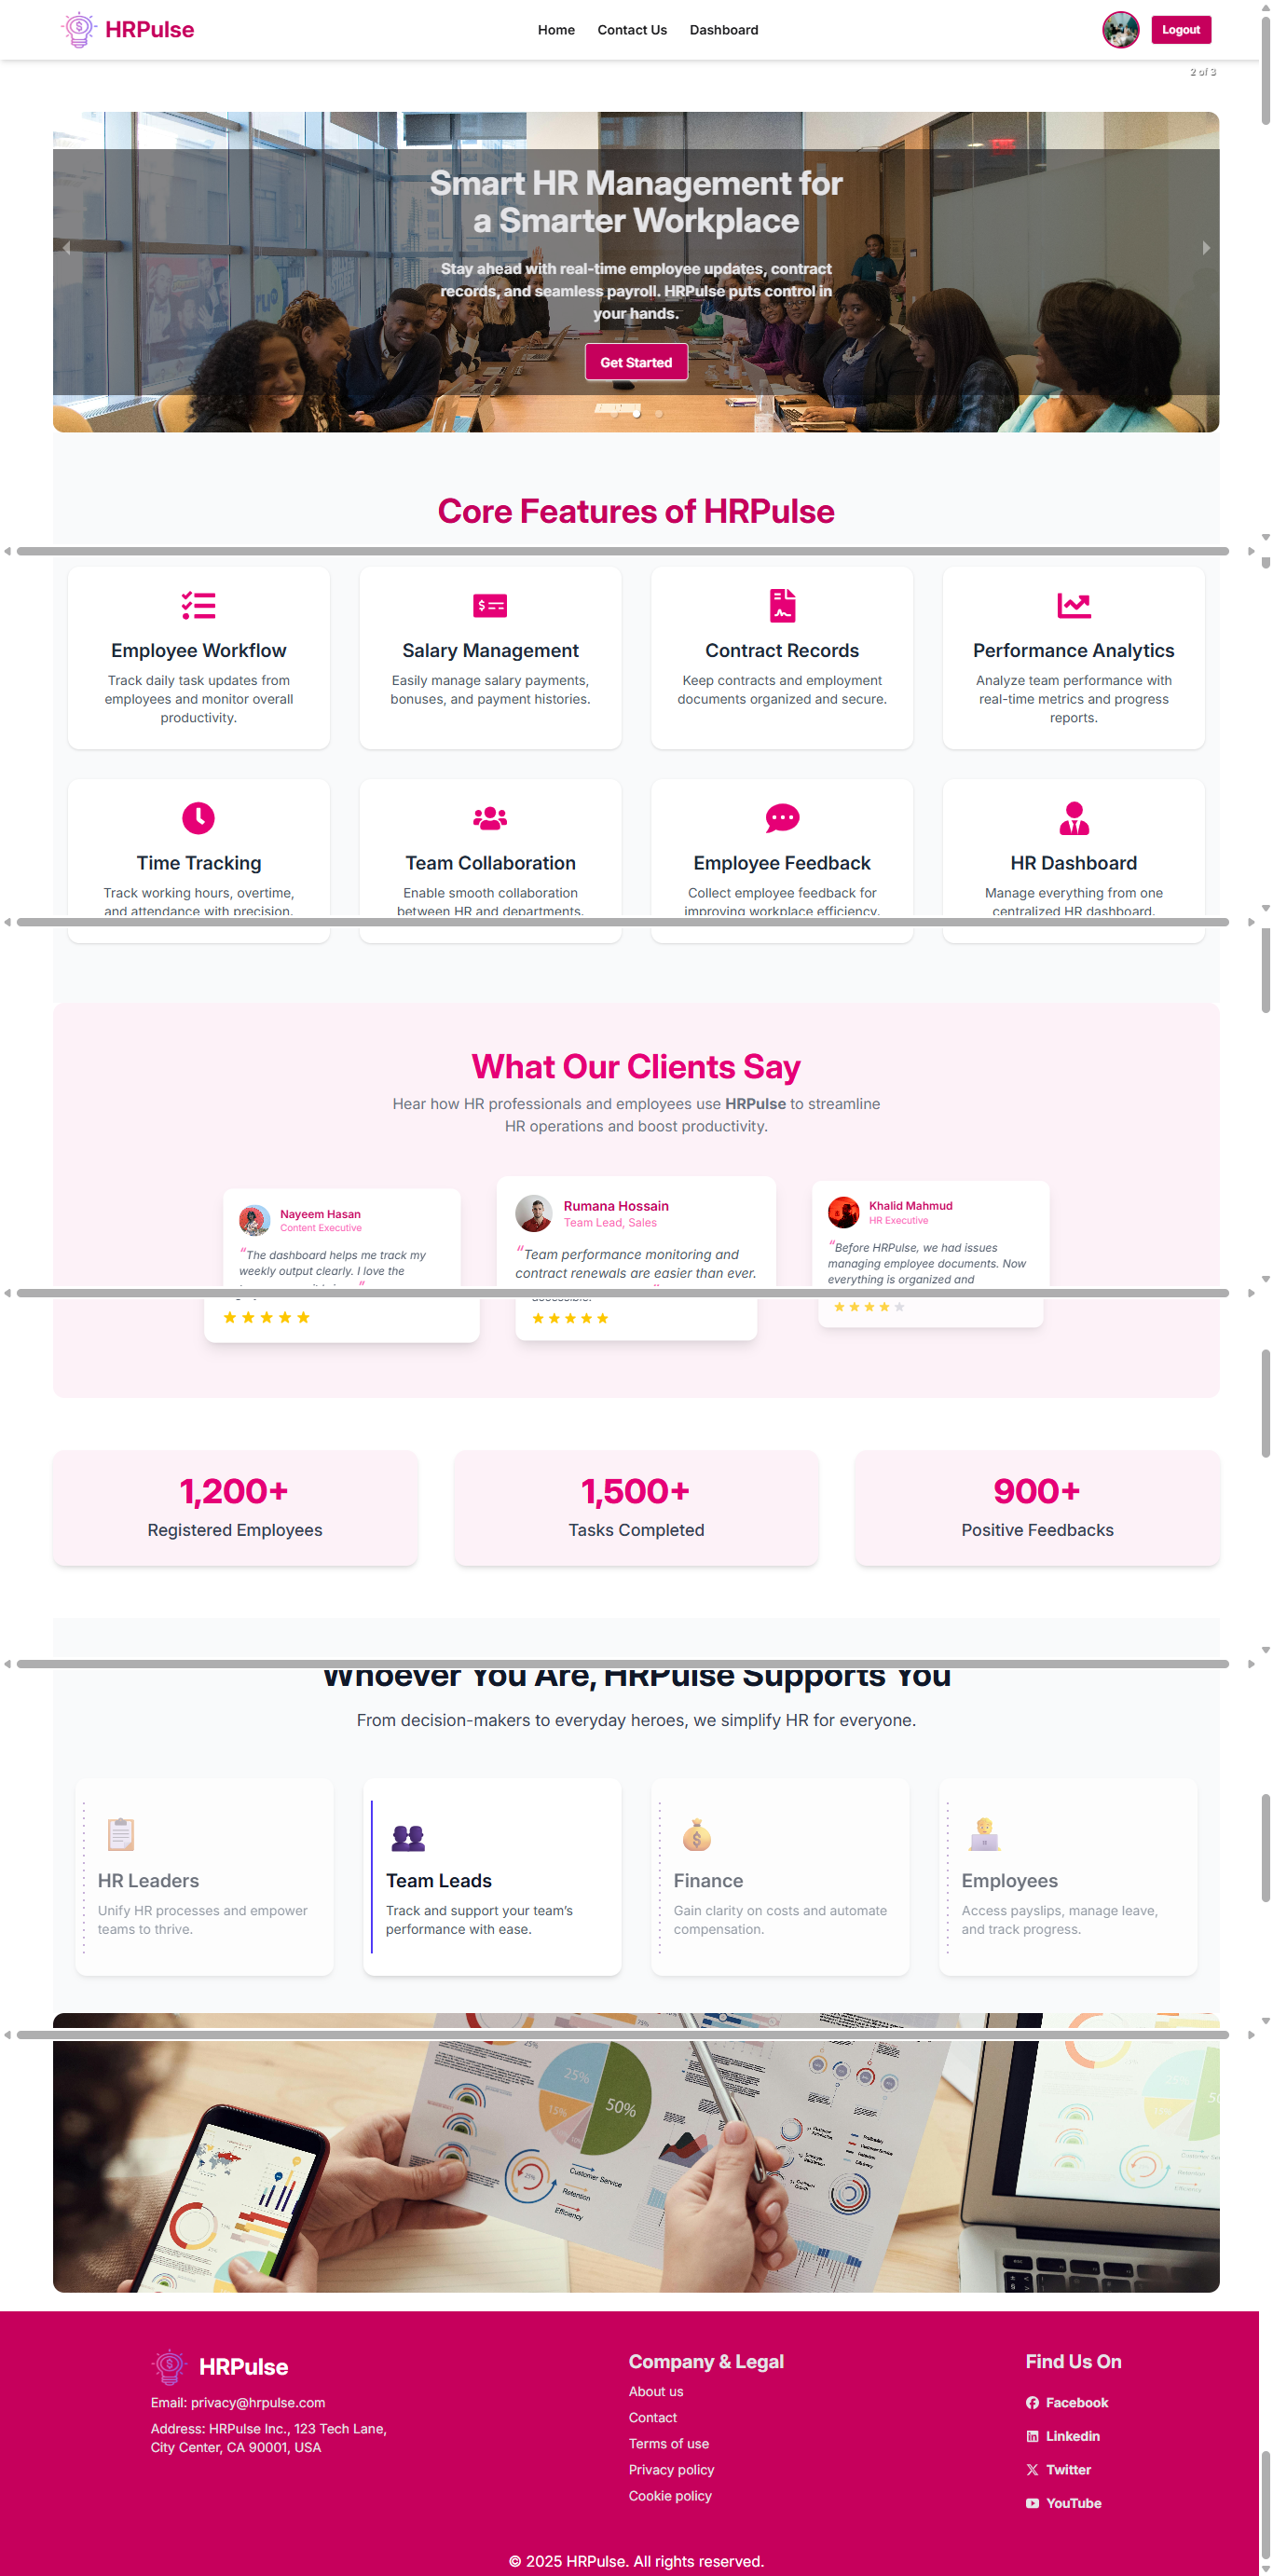 HRPulse
Home
Contact Us
Dashboard
Logout
2 of 3
Smart HR Management for
a Smarter Workplace
Stay ahead with real-time employee updates, contract
records, and seamless payroll. HRPulse puts control in
your hands.
Get Started
Core Features of HRPulse
Employee Workflow
Track daily task updates from
employees and monitor overall
productivity.
Salary Management
Easily manage salary payments,
bonuses, and payment histories.
Contract Records
Keep contracts and employment
documents organized and secure.
Performance Analytics
Analyze team performance with
real-time metrics and progress
reports.
Time Tracking
Track working hours, overtime,
and attendance with precision.
Team Collaboration
Enable smooth collaboration
between HR and departments.
Employee Feedback
Collect employee feedback for
improving workplace efficiency.
HR Dashboard
Manage everything from one
centralized HR dashboard.
What Our Clients Say
Hear how HR professionals and employees use HRPulse to streamline
HR operations and boost productivity.
Nayeem Hasan
Content Executive
“The dashboard helps me track my
weekly output clearly. I love the
Rumana Hossain
Team Lead, Sales
“Team performance monitoring and
contract renewals are easier than ever.
Khalid Mahmud
HR Executive
“Before HRPulse, we had issues
managing employee documents. Now
everything is organized and
1,200+
Registered Employees
1,500+
Tasks Completed
900+
Positive Feedbacks
Whoever You Are, HRPulse Supports You
From decision-makers to everyday heroes, we simplify HR for everyone.
HR Leaders
Unify HR processes and empower
teams to thrive.
Team Leads
Track and support your team’s
performance with ease.
Finance
Gain clarity on costs and automate
compensation.
Employees
Access payslips, manage leave,
and track progress.
25%
15%
50%
Customer Service
Retention
Efficiency
25%
50%
HRPulse
Email: privacy@hrpulse.com
Address: HRPulse Inc., 123 Tech Lane,
City Center, CA 90001, USA
Company & Legal
About us
Contact
Terms of use
Privacy policy
Cookie policy
Find Us On
Facebook
Linkedin
Twitter
YouTube
© 2025 HRPulse. All rights reserved.